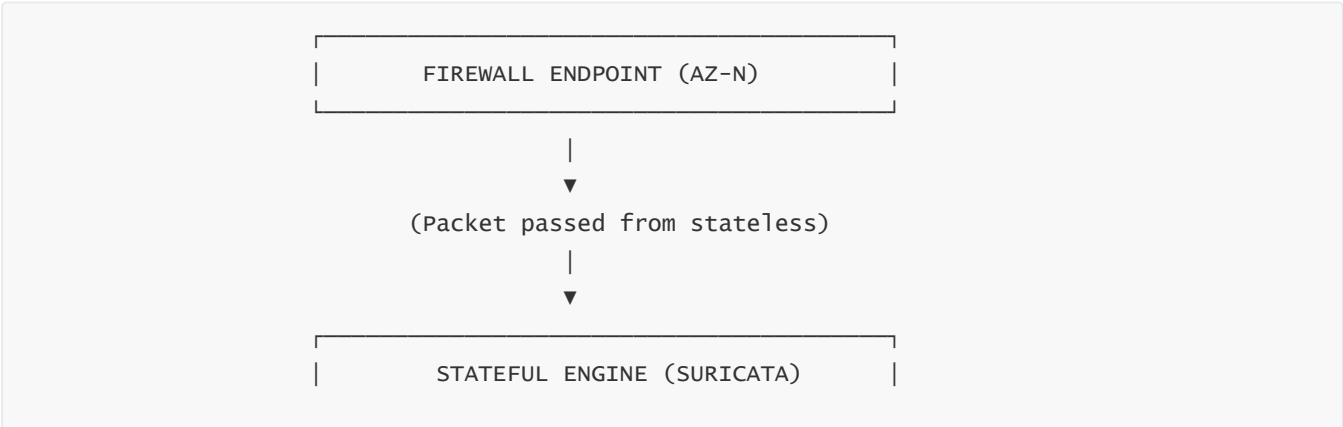 FIREWALL ENDPOINT (AZ-N)
(Packet passed from stateless)
STATEFUL ENGINE (SURICATA)